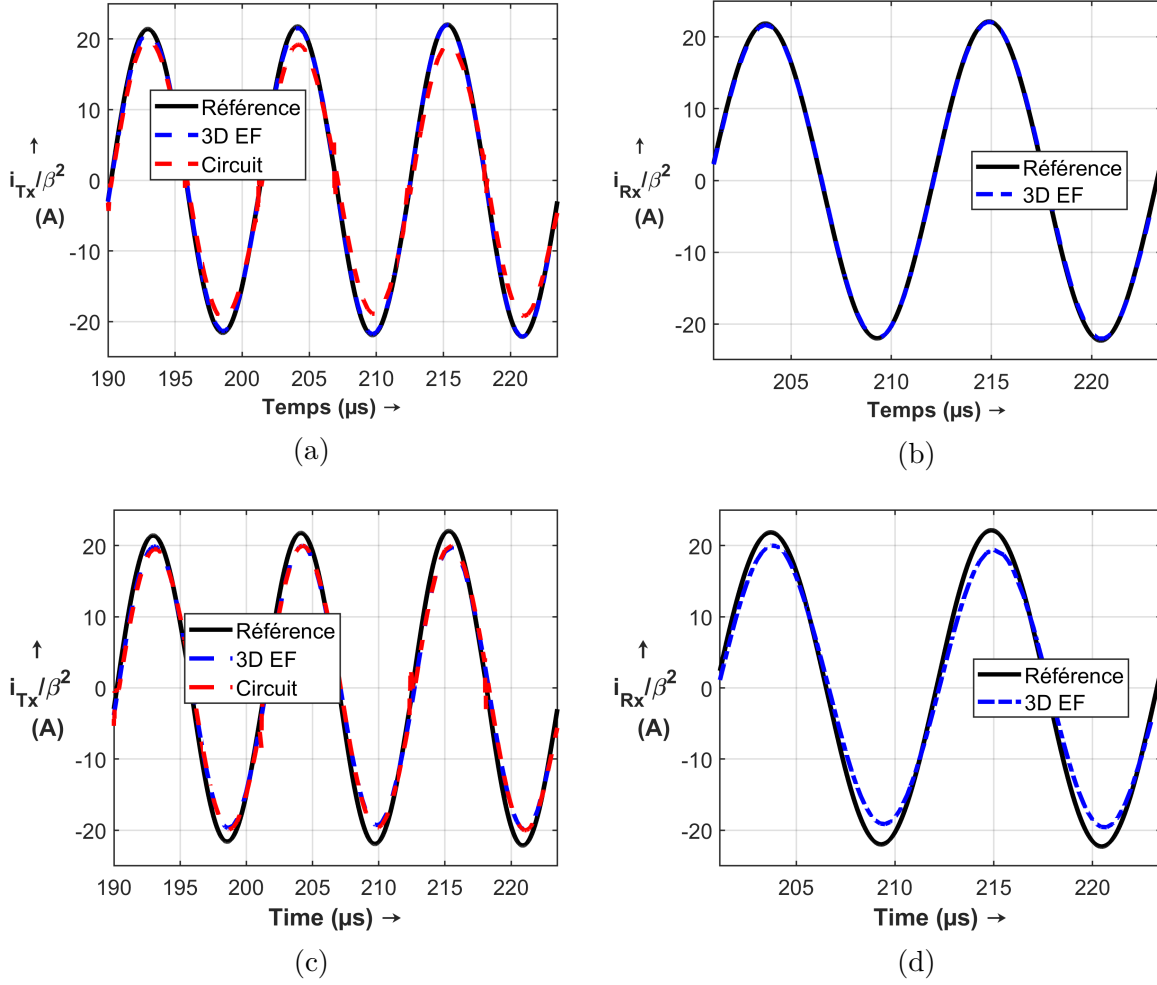 20
10
0
-10
-20
i_Tx/β²
(A)
↑
Référence
3D EF
Circuit
190 195 200 205 210 215 220
Temps (µs) →
(a)
20
10
0
-10
-20
↑
i_Rx/β²
(A)
Référence
3D EF
205 210 215 220
Temps (µs) →
(b)
20
10
0
-10
-20
↑
i_Tx/β²
(A)
Référence
3D EF
Circuit
190 195 200 205 210 215 220
Time (µs) →
(c)
20
10
0
-10
-20
↑
i_Rx/β²
(A)
Référence
3D EF
205 210 215 220
Time (µs) →
(d)